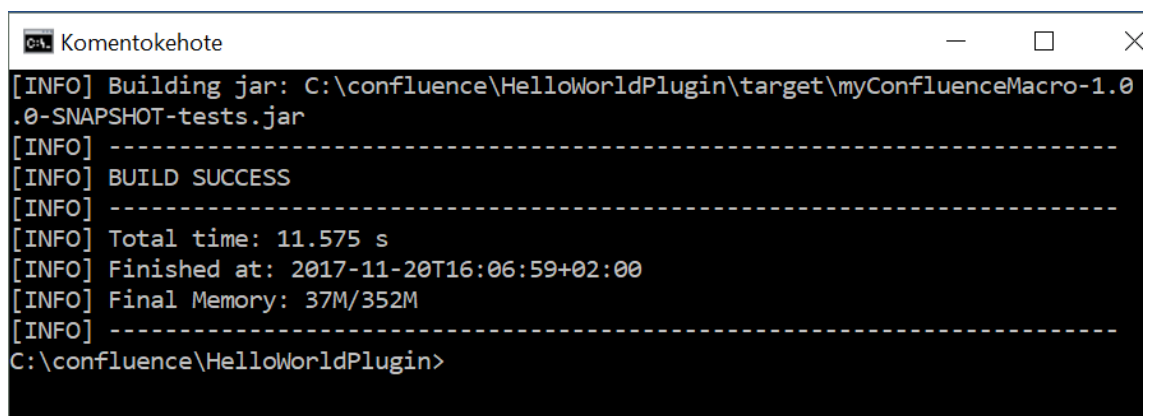 Komentokehote
[INFO] Building jar: C:\confluence\HelloWorldPlugin\target\myConfluenceMacro-1.0
.0-SNAPSHOT-tests.jar
[INFO] ------------------------------------------------------------------------
[INFO] BUILD SUCCESS
[INFO] ------------------------------------------------------------------------
[INFO] Total time: 11.575 s
[INFO] Finished at: 2017-11-20T16:06:59+02:00
[INFO] Final Memory: 37M/352M
[INFO] ------------------------------------------------------------------------
C:\confluence\HelloWorldPlugin>